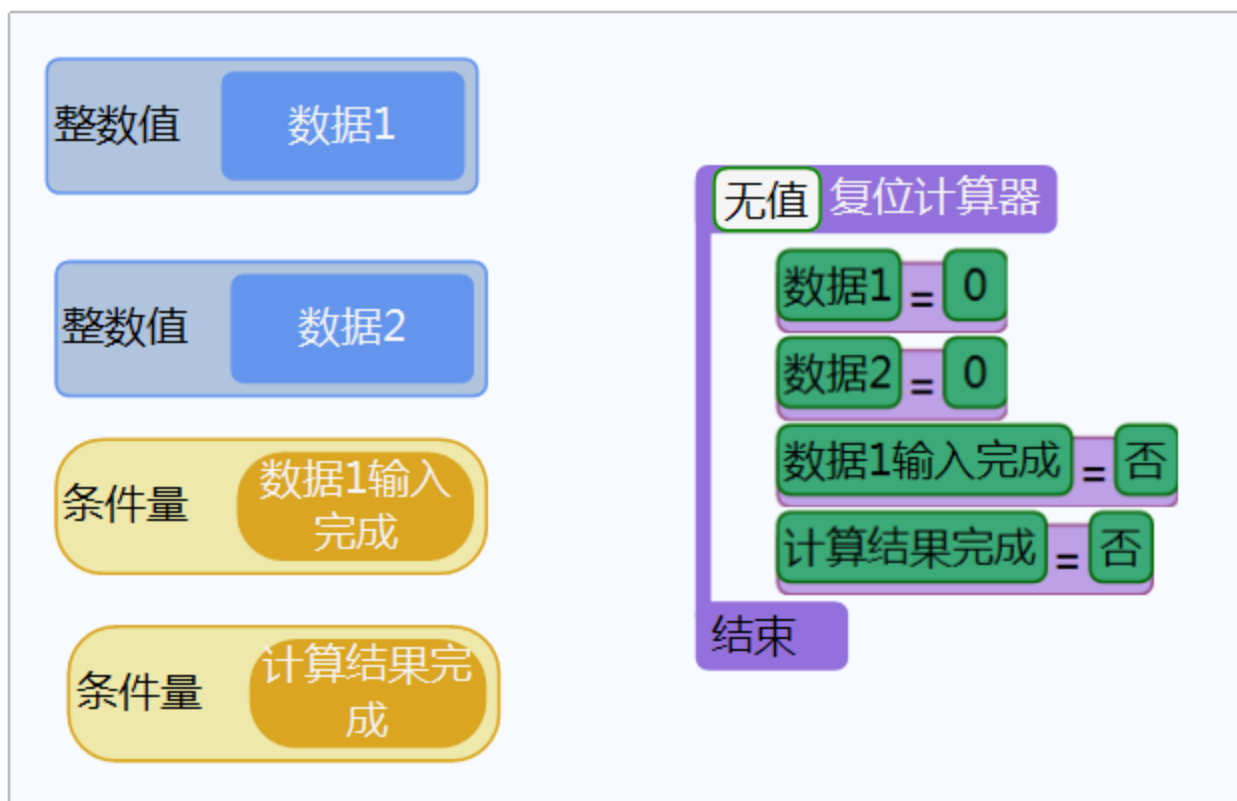 整数值 数据1
整数值 数据2
条件量 数据1输入
完成
条件量 计算结果完
成
无值 复位计算器
数据1 = 0
数据2 = 0
数据1输入完成 = 否
计算结果完成 = 否
结束